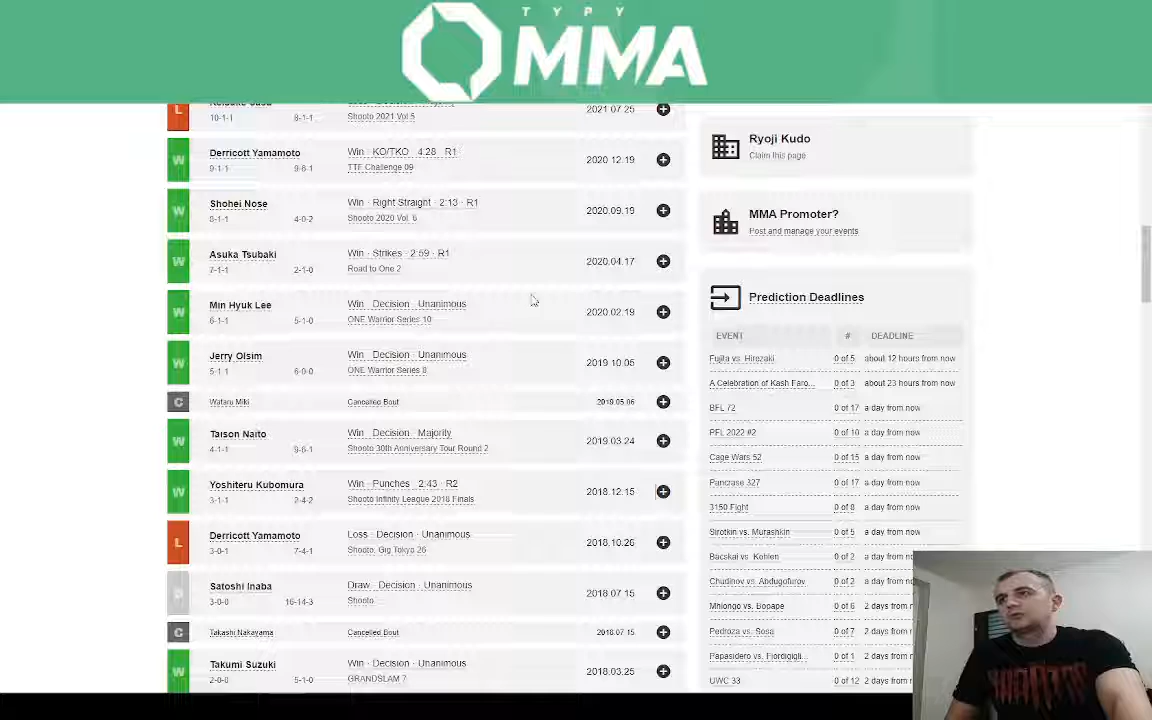 TYPY
MMA
L
10-1-1 8-1-1
Shooto 2021 Vol.5
2021.07.25
W
Derricott Yamamoto
9-1-1 9-6-1
Win · KO/TKO · 4:28 · R1
TTF Challenge 09
2020.12.19
W
Shohei Nose
8-1-1 4-0-2
Win · Right Straight · 2:13 · R1
Shooto 2020 Vol. 6
2020.09.19
W
Asuka Tsubaki
7-1-1 2-1-0
Win · Strikes · 2:59 · R1
Road to One 2
2020.04.17
W
Min Hyuk Lee
6-1-1 5-1-0
Win · Decision · Unanimous
ONE Warrior Series 10
2020.02.19
W
Jerry Olsim
5-1-1 6-0-0
Win · Decision · Unanimous
ONE Warrior Series 8
2019.10.05
C
Wataru Miki
Cancelled Bout
2019.05.06
W
Taison Naito
4-1-1 9-6-1
Win · Decision · Majority
Shooto 30th Anniversary Tour Round 2
2019.03.24
W
Yoshiteru Kubomura
3-1-1 2-4-2
Win · Punches · 2:43 · R2
Shooto Infinity League 2018 Finals
2018.12.15
L
Derricott Yamamoto
3-0-1 7-4-1
Loss · Decision · Unanimous
Shooto, Gig Tokyo 26
2018.10.26
D
Satoshi Inaba
3-0-0 16-14-3
Draw · Decision · Unanimous
Shooto
2018.07.15
C
Takashi Nakayama
Cancelled Bout
2018.07.15
W
Takumi Suzuki
2-0-0 5-1-0
Win · Decision · Unanimous
GRANDSLAM 7
2018.03.25
Ryoji Kudo
Claim this page
MMA Promoter?
Post and manage your events
Prediction Deadlines
EVENT # DEADLINE
Fujita vs. Hirezaki 0 of 5 about 12 hours from now
A Celebration of Kash Faro... 0 of 3 about 23 hours from now
BFL 72 0 of 17 a day from now
PFL 2022 #2 0 of 10 a day from now
Cage Wars 52 0 of 15 a day from now
Pancrase 327 0 of 17 a day from now
3150 Fight 0 of 8 a day from now
Sirotkin vs. Murashkin 0 of 5 a day from now
Bacskai vs. Kohlen 0 of 2 a day from now
Chudinov vs. Abdugofurov 0 of 2 a day from now
Mhlongo vs. Bopape 0 of 6 2 days from
Pedroza vs. Sosa 0 of 7 2 days from
Papasidero vs. Fiordigigli... 0 of 1 2 days from
UWC 33 0 of 12 2 days from